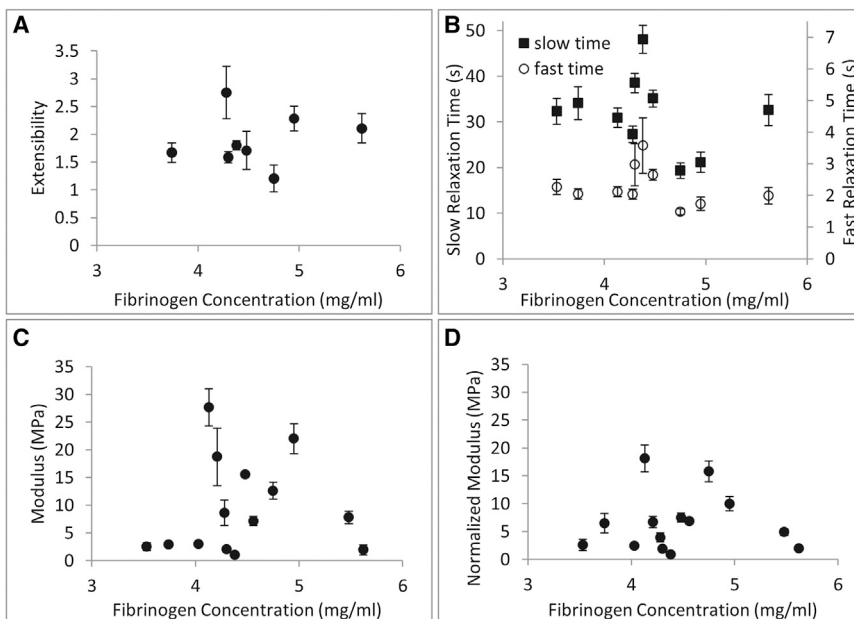 A
3.5
3
2.5
2
1.5
1
0.5
0
Extensibility
3 4 5 6
Fibrinogen Concentration (mg/ml)
B
50
40
30
20
10
0
Slow Relaxation Time (s)
slow time
fast time
7
6
5
4
3
2
1
0
Fast Relaxation Time (s)
3 4 5 6
Fibrinogen Concentration (mg/ml)
C
35
30
25
20
15
10
5
0
Modulus (MPa)
3 4 5 6
Fibrinogen Concentration (mg/ml)
D
35
30
25
20
15
10
5
0
Normalized Modulus (MPa)
3 4 5 6
Fibrinogen Concentration (mg/ml)